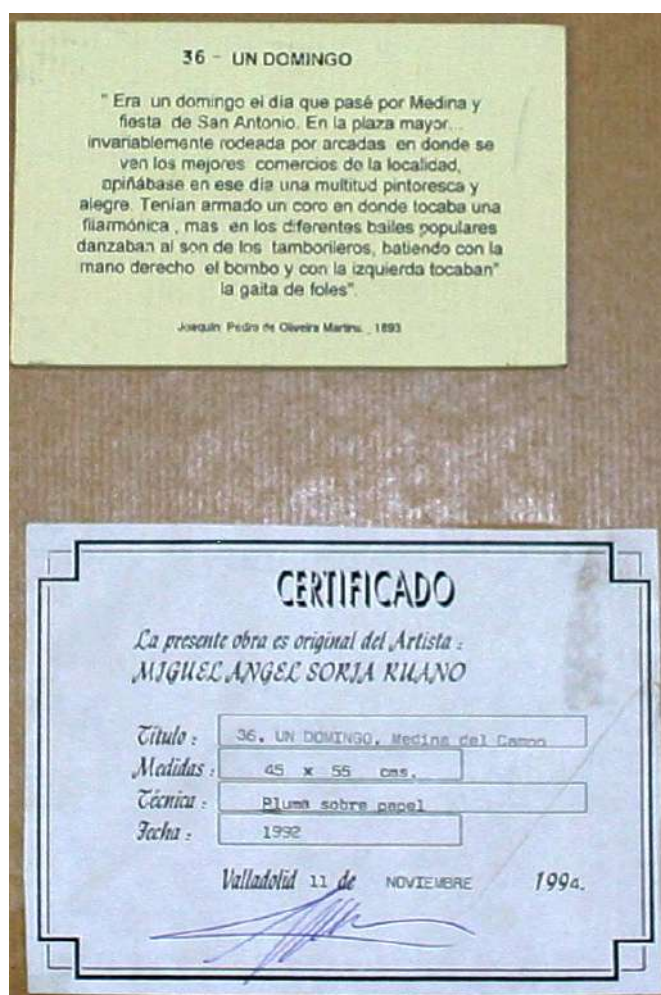 36 - UN DOMINGO
" Era un domingo el día que pasé por Medina y
fiesta de San Antonio. En la plaza mayor...
invariablemente rodeada por arcadas en donde se
ven los mejores comercios de la localidad,
apiñábase en ese día una multitud pintoresca y
alegre. Tenían armado un coro en donde tocaba una
filarmónica , mas en los diferentes bailes populares
danzaban al son de los tamborileros, batiendo con la
mano derecho el bombo y con la izquierda tocaban"
la gaita de foles".
Joaquín Pedro de Oliveira Martins. , 1893
CERTIFICADO
La presente obra es original del Artista :
MIGUEL ANGEL SORIA RUANO
Título : 36. UN DOMINGO. Medina del Campo
Medidas : 45 x 55 cms.
Técnica : Pluma sobre papel
Fecha : 1992
Valladolid 11 de NOVIEMBRE 1994.